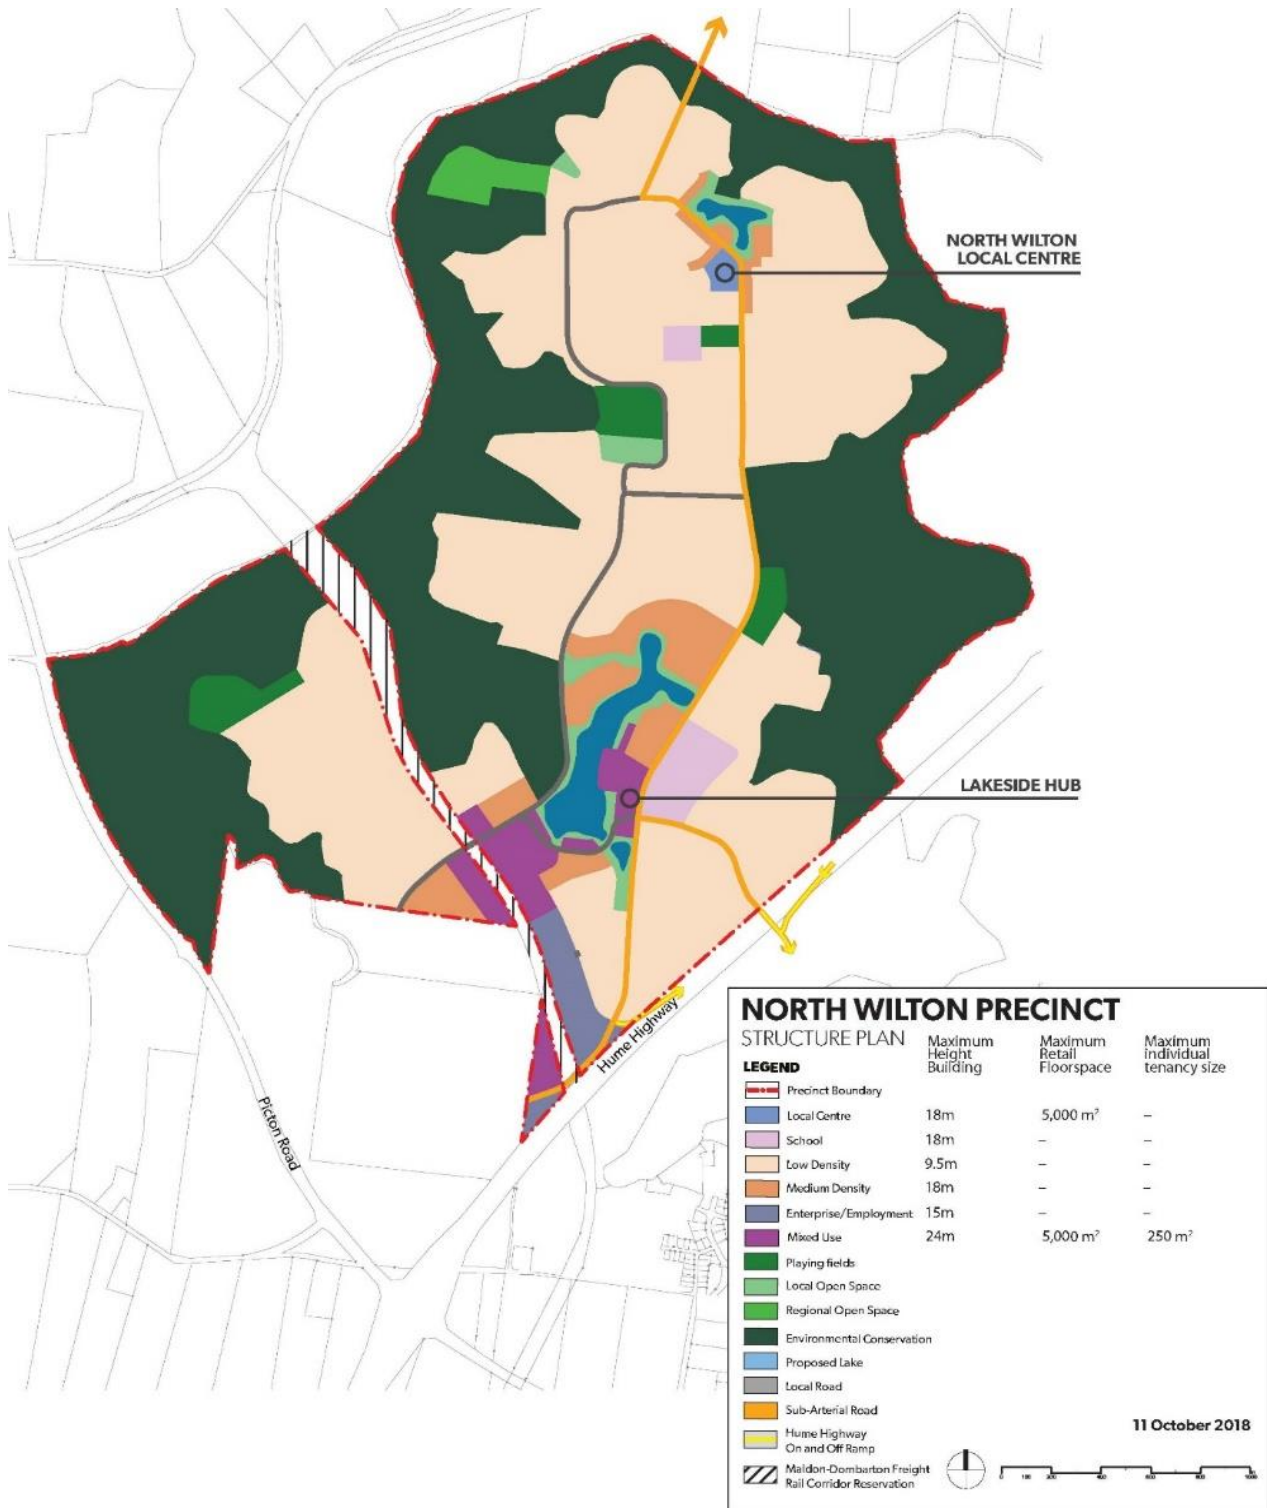 NORTH WILTON
LOCAL CENTRE
LAKESIDE HUB
Hume Highway
Picton Road
NORTH WILTON PRECINCT
STRUCTURE PLAN
Maximum Height Building
Maximum Retail Floorspace
Maximum individual tenancy size
LEGEND
Precinct Boundary
Local Centre 18m 5,000 m² –
School 18m – –
Low Density 9.5m – –
Medium Density 18m – –
Enterprise/Employment 15m – –
Mixed Use 24m 5,000 m² 250 m²
Playing fields
Local Open Space
Regional Open Space
Environmental Conservation
Proposed Lake
Local Road
Sub-Arterial Road
Hume Highway
On and Off Ramp
Maldon-Dombarton Freight
Rail Corridor Reservation
11 October 2018